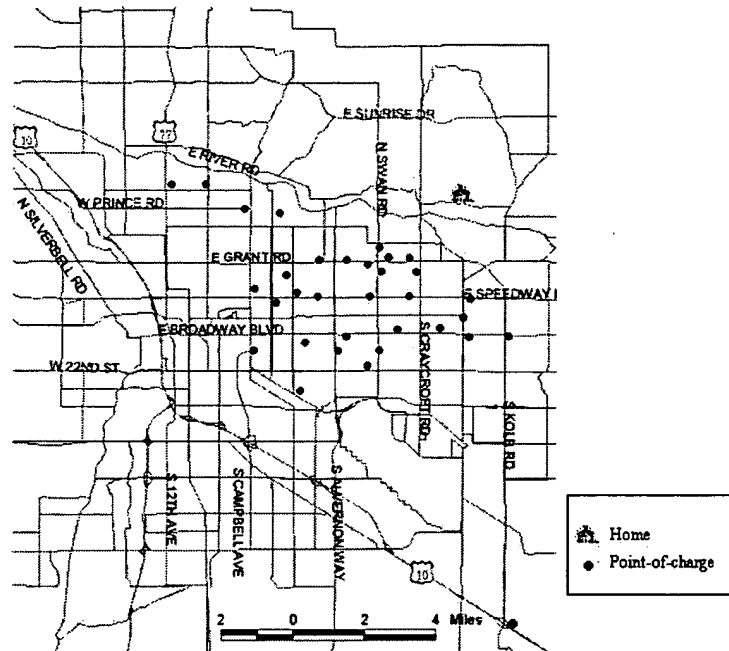 E SUNRISE DR
10
77
E RIVER RD
N SWAN RD
W PRINCE RD
N SILVERBELL RD
E GRANT RD
E SPEEDWAY
E BROADWAY BLVD
S CRAYCROFT RD
W 22ND ST
S KOLB RD
S 12TH AVE
S CAMPBELL AVE
S ALVERNON WAY
10
2 0 2 4 Miles
Home
Point-of-charge